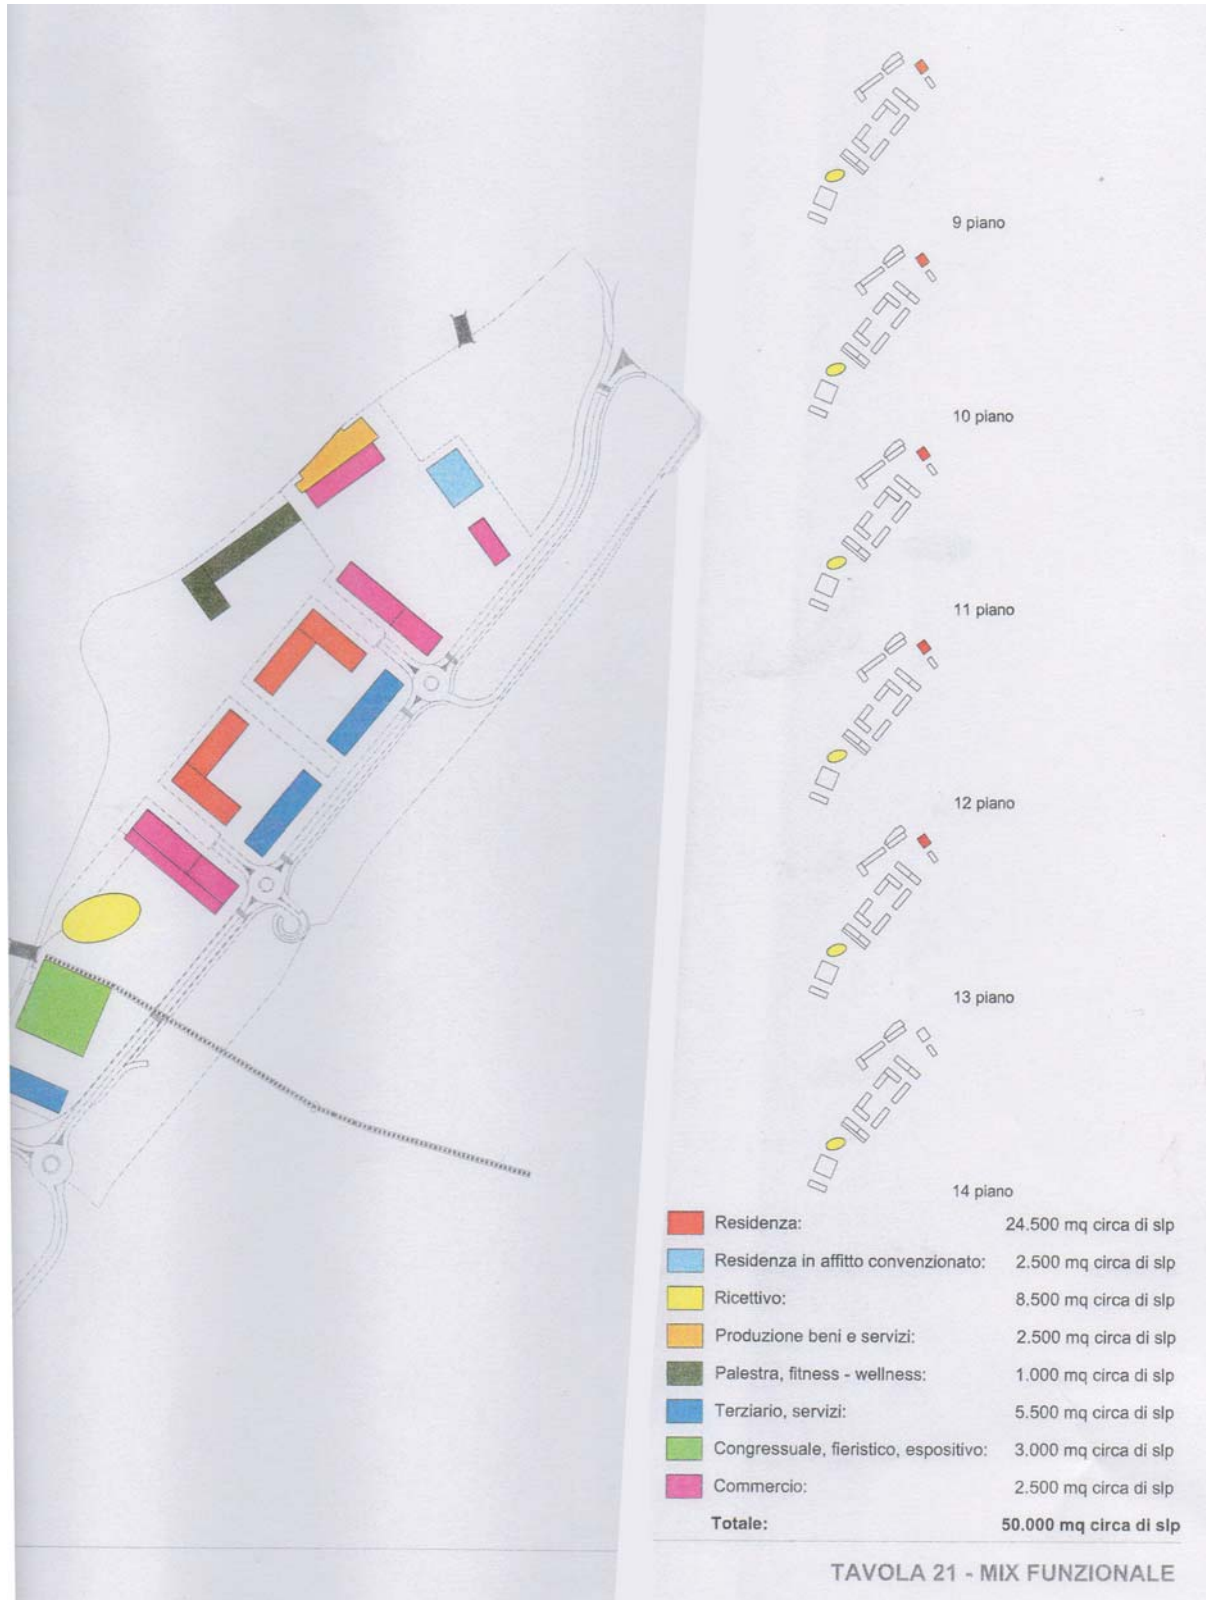 9 piano
10 piano
11 piano
12 piano
13 piano
14 piano
Residenza: 24.500 mq circa di slp
Residenza in affitto convenzionato: 2.500 mq circa di slp
Ricettivo: 8.500 mq circa di slp
Produzione beni e servizi: 2.500 mq circa di slp
Palestra, fitness - wellness: 1.000 mq circa di slp
Terziario, servizi: 5.500 mq circa di slp
Congressuale, fieristico, espositivo: 3.000 mq circa di slp
Commercio: 2.500 mq circa di slp
Totale: 50.000 mq circa di slp
TAVOLA 21 - MIX FUNZIONALE